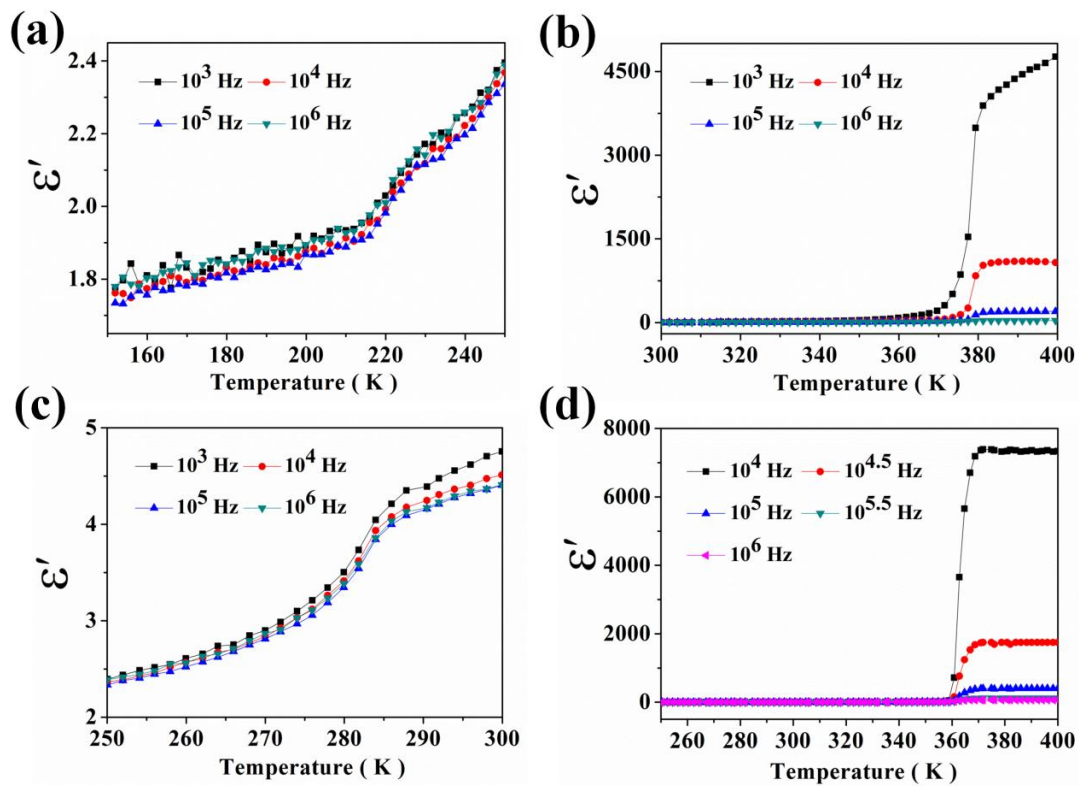 (a)
2.4
2.2
2.0
1.8
ε′
10³ Hz 10⁴ Hz
10⁵ Hz 10⁶ Hz
160 180 200 220 240
Temperature ( K )
(b)
4500
3000
1500
0
ε′
10³ Hz 10⁴ Hz
10⁵ Hz 10⁶ Hz
300 320 340 360 380 400
Temperature ( K )
(c)
5
4
3
2
ε′
10³ Hz 10⁴ Hz
10⁵ Hz 10⁶ Hz
250 260 270 280 290 300
Temperature ( K )
(d)
8000
6000
4000
2000
0
ε′
10⁴ Hz 10⁴·⁵ Hz
10⁵ Hz 10⁵·⁵ Hz
10⁶ Hz
260 280 300 320 340 360 380 400
Temperature ( K )